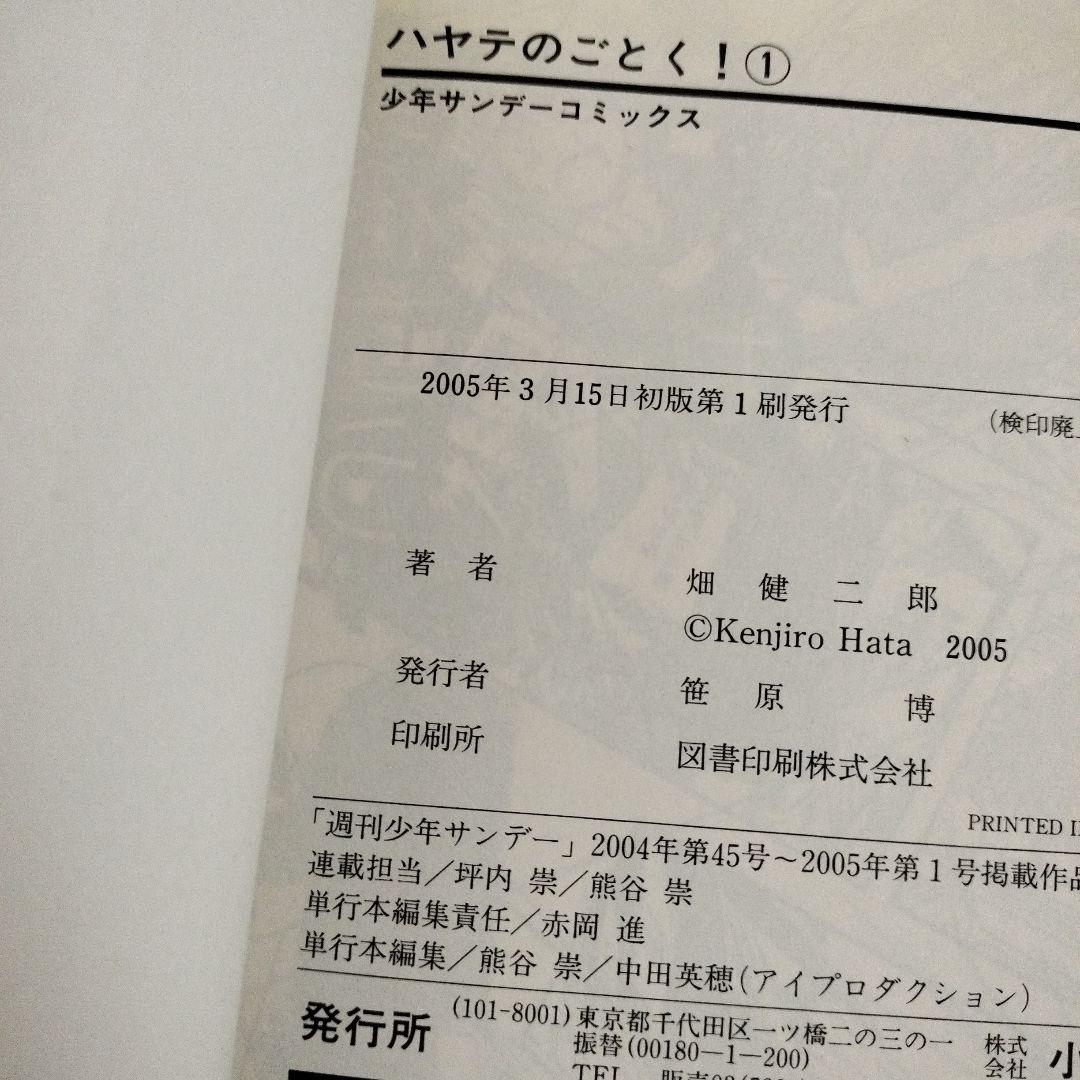 ハヤテのごとく！①
少年サンデーコミックス
2005年3月15日初版第1刷発行
（検印廃
著者 畑健二郎
©Kenjiro Hata 2005
発行者 笹原博
印刷所 図書印刷株式会社
PRINTED I
「週刊少年サンデー」2004年第45号～2005年第1号掲載作品
連載担当／坪内 崇／熊谷 崇
単行本編集責任／赤岡 進
単行本編集／熊谷 崇／中田英穂（アイプロダクション）
発行所 (101-8001)東京都千代田区一ツ橋二の三の一 株式会社 小
振替(00180―1―200)
TEL 販売03